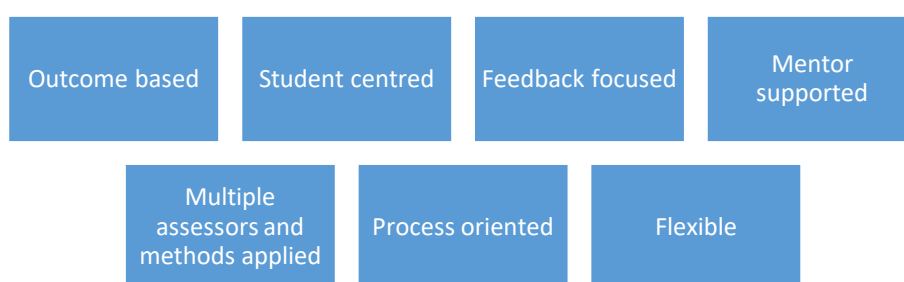 Outcome based
Student centred
Feedback focused
Mentor
supported
Multiple
assessors and
methods applied
Process oriented
Flexible